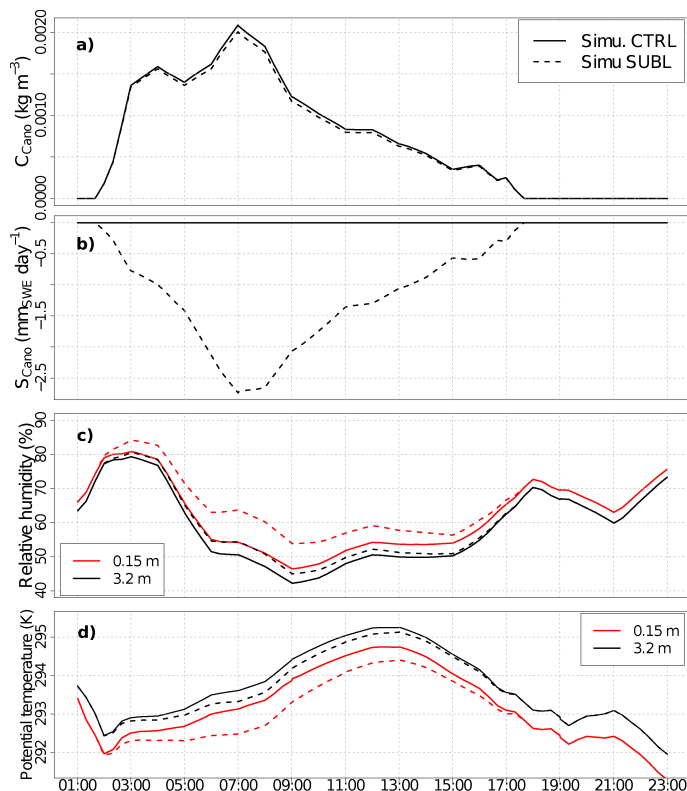 a)
Simu. CTRL
Simu SUBL
C_Cano (kg m⁻³)
0.0020
0.0010
0.0000
b)
S_Cano (mm_SWE day⁻¹)
0.0
−0.5
−1.5
−2.5
c)
Relative humidity (%)
90
80
70
60
50
40
0.15 m
3.2 m
d)
Potential temperature (K)
295
294
293
292
0.15 m
3.2 m
01:00 03:00 05:00 07:00 09:00 11:00 13:00 15:00 17:00 19:00 21:00 23:00